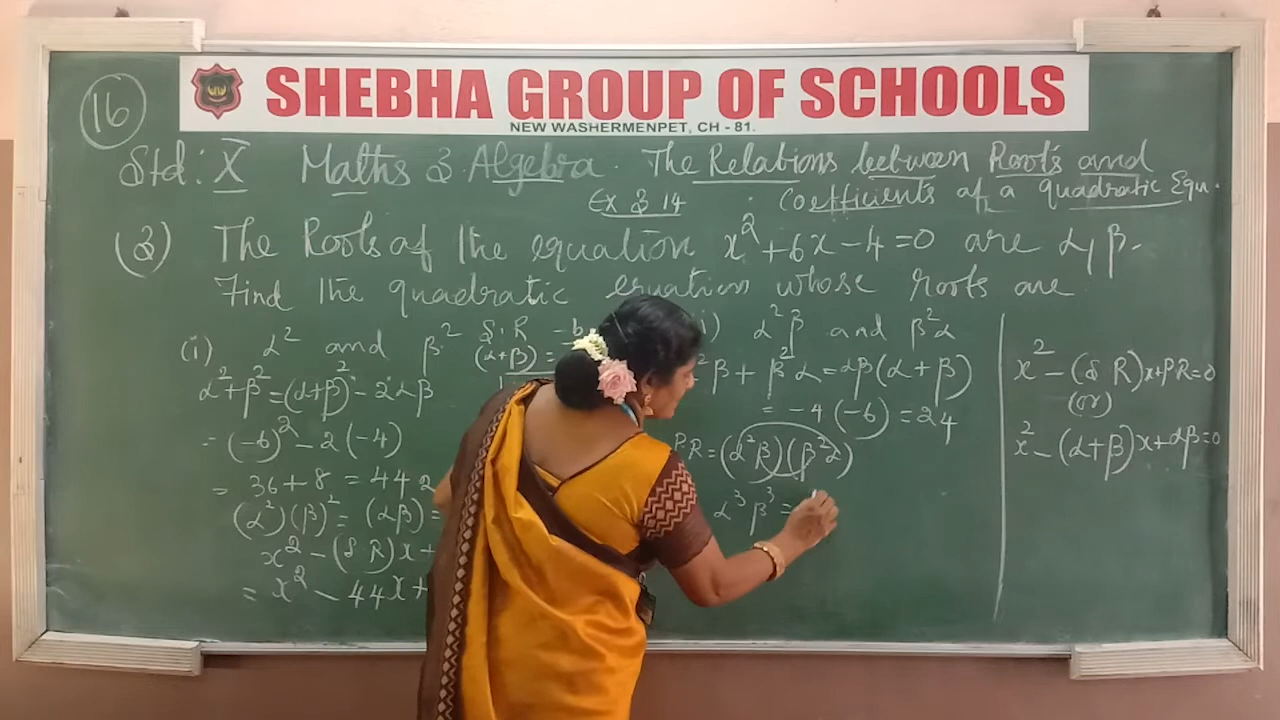 16
SHEBHA GROUP OF SCHOOLS
NEW WASHERMENPET, CH - 81.
Std: X Maths 3. Algebra. The Relations between Roots and
Ex 3.14 Coefficients of a quadratic Equ.
(3) The Roots of the equation x² + 6x - 4 = 0 are α, β.
Find the quadratic equation whose roots are
(i) α² and β²
S.R - b
(α+β) =
α² + β² = (α+β)² - 2αβ
= (-6)² - 2(-4)
= 36 + 8 = 44
(α²)(β)² = (αβ) =
x² - (S R)x +
= x² - 44x +
i) α²β and β²α
²β + β²α = αβ(α+β)
= -4(-6) = 24
P.R = (α²β)(β²α)
α³β³ =
x² - (S R)x + PR = 0
(or)
x² - (α+β)x + αβ = 0